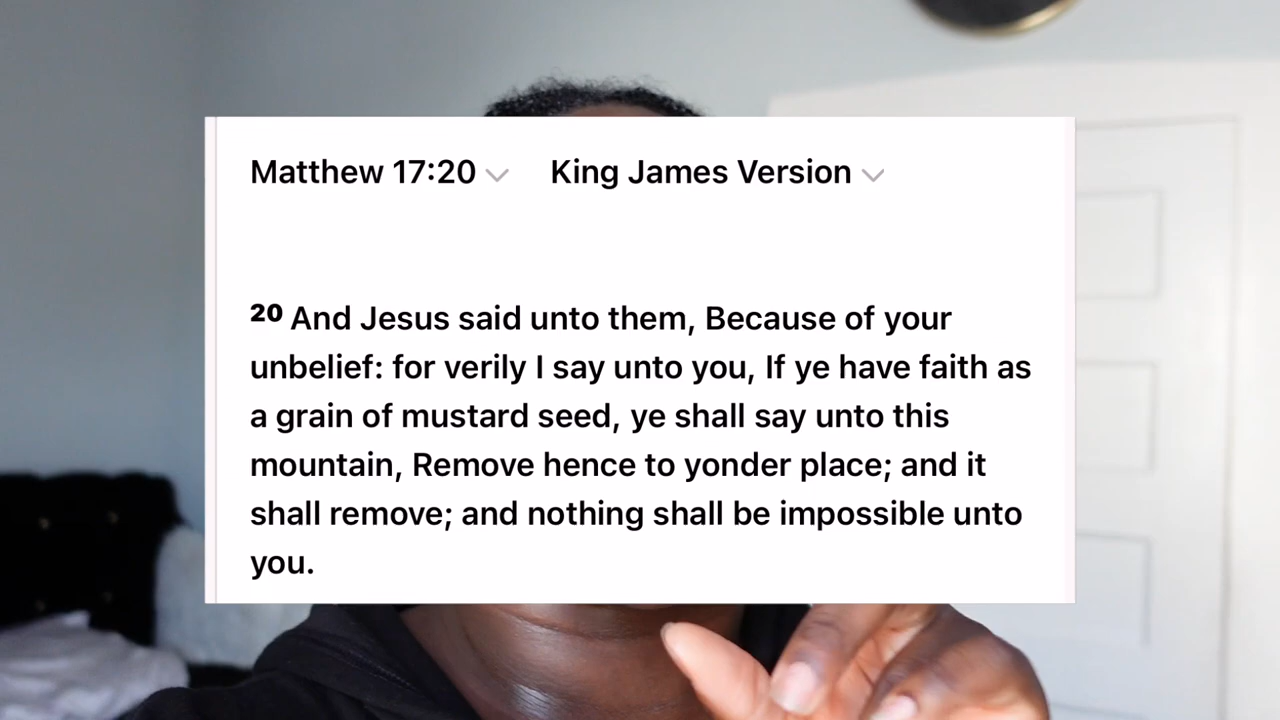 Matthew 17:20 King James Version
20 And Jesus said unto them, Because of your
unbelief: for verily I say unto you, If ye have faith as
a grain of mustard seed, ye shall say unto this
mountain, Remove hence to yonder place; and it
shall remove; and nothing shall be impossible unto
you.